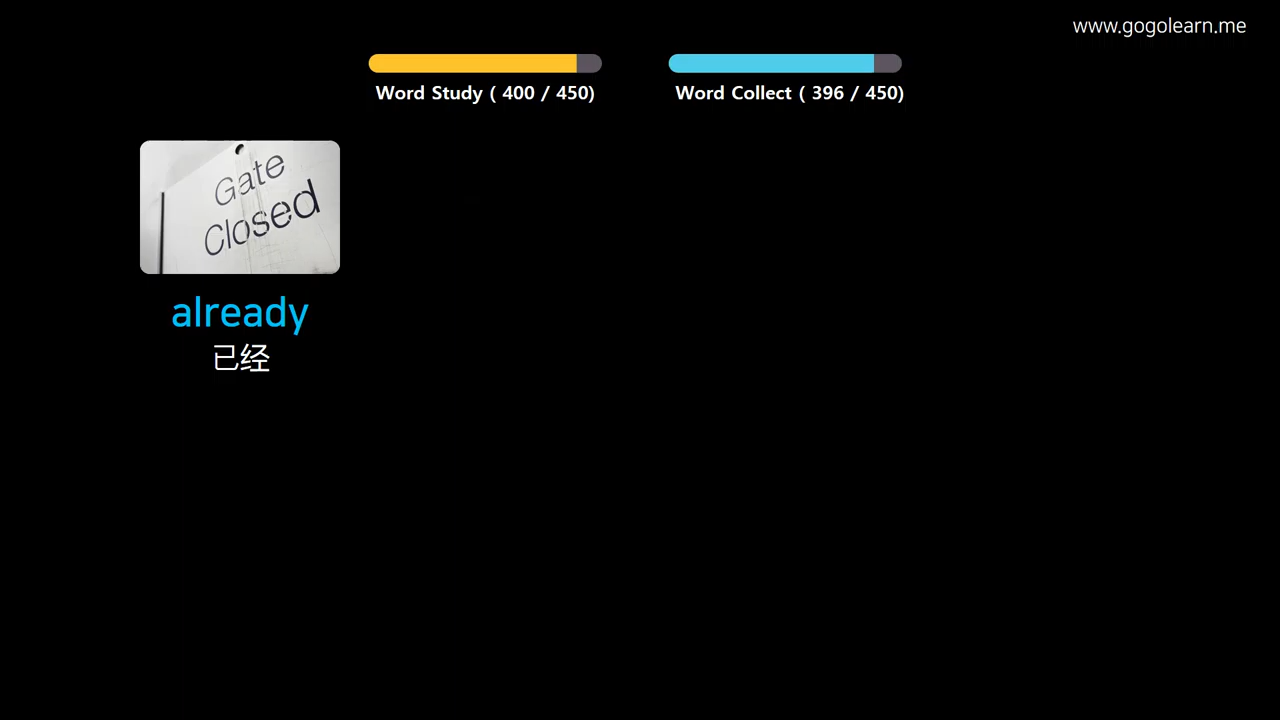 www.gogolearn.me
Word Study ( 400 / 450)
Word Collect ( 396 / 450)
Gate
Closed
already
已经